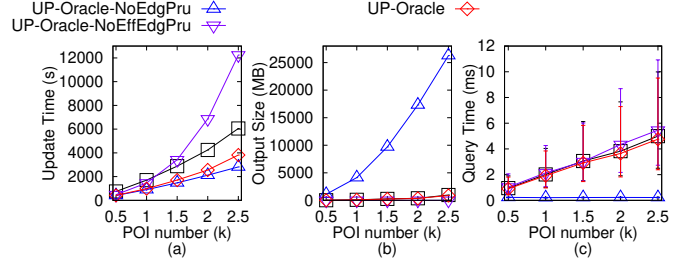 UP-Oracle-NoEdgPru
UP-Oracle
UP-Oracle-NoEffEdgPru
Update Time (s)
12000
10000
8000
6000
4000
2000
0
0.5 1 1.5 2 2.5
POI number (k)
(a)
Output Size (MB)
25000
20000
15000
10000
5000
0
0.5 1 1.5 2 2.5
POI number (k)
(b)
Query Time (ms)
12
10
8
6
4
2
0
0.5 1 1.5 2 2.5
POI number (k)
(c)